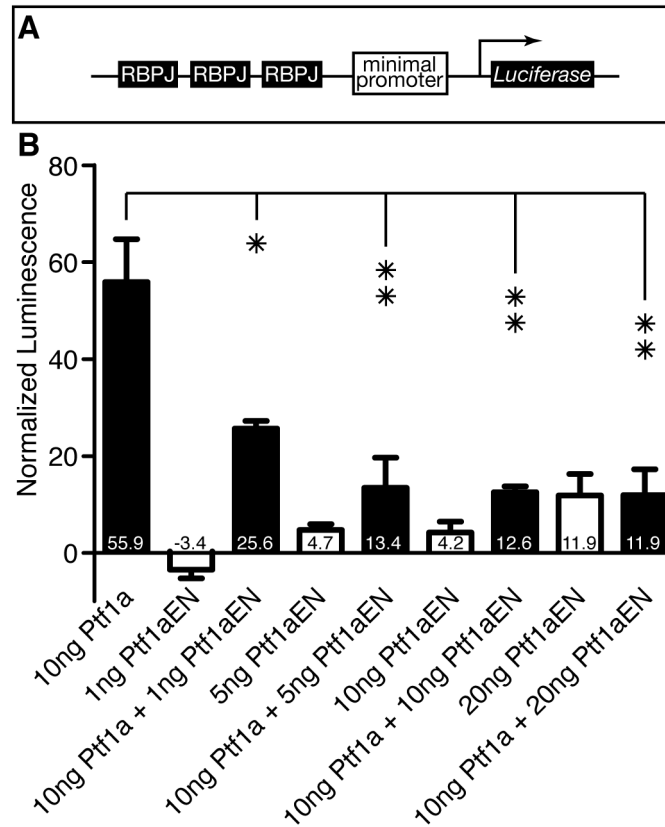 A
RBPJ RBPJ RBPJ minimal promoter Luciferase
B
Normalized Luminescence
80
60
40
20
0
*
* *
* *
* *
55.9 -3.4 25.6 4.7 13.4 4.2 12.6 11.9 11.9
10ng Ptf1a
1ng Ptf1aEN
10ng Ptf1a + 1ng Ptf1aEN
5ng Ptf1aEN
10ng Ptf1a + 5ng Ptf1aEN
10ng Ptf1aEN
10ng Ptf1a + 10ng Ptf1aEN
20ng Ptf1aEN
10ng Ptf1a + 20ng Ptf1aEN